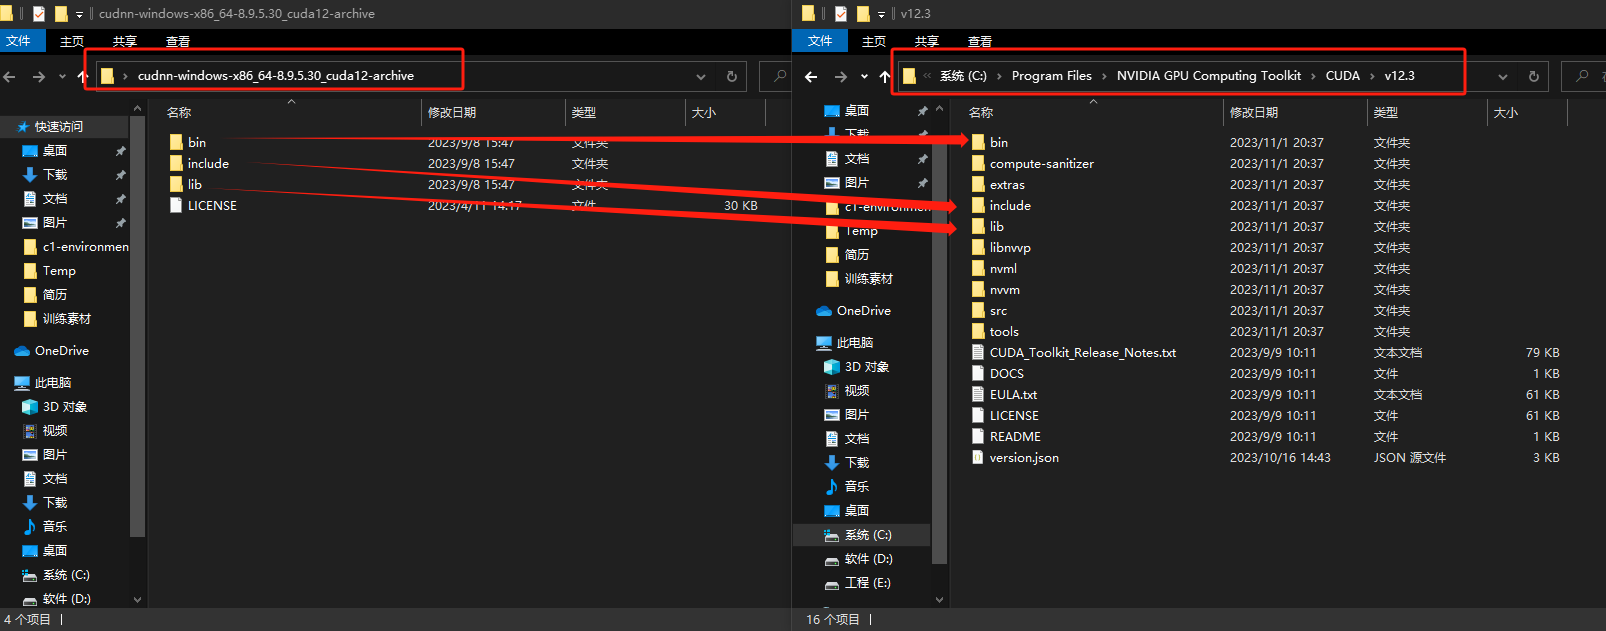 cudnn-windows-x86_64-8.9.5.30_cuda12-archive
文件 主页 共享 查看
cudnn-windows-x86_64-8.9.5.30_cuda12-archive
名称 修改日期 类型 大小
快速访问
桌面
下载
文档
图片
c1-environmen
Temp
简历
训练素材
OneDrive
此电脑
3D 对象
视频
图片
文档
下载
音乐
桌面
系统 (C:)
软件 (D:)
bin 2023/9/8 15:47 文件夹
include 2023/9/8 15:47 文件夹
lib 2023/9/8 15:47 文件夹
LICENSE 2023/4/11 14:17 文件 30 KB
4 个项目
v12.3
文件 主页 共享 查看
系统 (C:) Program Files NVIDIA GPU Computing Toolkit CUDA v12.3
名称 修改日期 类型 大小
桌面
下载
文档
图片
c1-environmen
Temp
简历
训练素材
OneDrive
此电脑
3D 对象
视频
图片
文档
下载
音乐
桌面
系统 (C:)
软件 (D:)
工程 (E:)
bin 2023/11/1 20:37 文件夹
compute-sanitizer 2023/11/1 20:37 文件夹
extras 2023/11/1 20:37 文件夹
include 2023/11/1 20:37 文件夹
lib 2023/11/1 20:37 文件夹
libnvvp 2023/11/1 20:37 文件夹
nvml 2023/11/1 20:37 文件夹
nvvm 2023/11/1 20:37 文件夹
src 2023/11/1 20:37 文件夹
tools 2023/11/1 20:37 文件夹
CUDA_Toolkit_Release_Notes.txt 2023/9/9 10:11 文本文档 79 KB
DOCS 2023/9/9 10:11 文件 1 KB
EULA.txt 2023/9/9 10:11 文本文档 61 KB
LICENSE 2023/9/9 10:11 文件 61 KB
README 2023/9/9 10:11 文件 1 KB
version.json 2023/10/16 14:43 JSON 源文件 3 KB
16 个项目